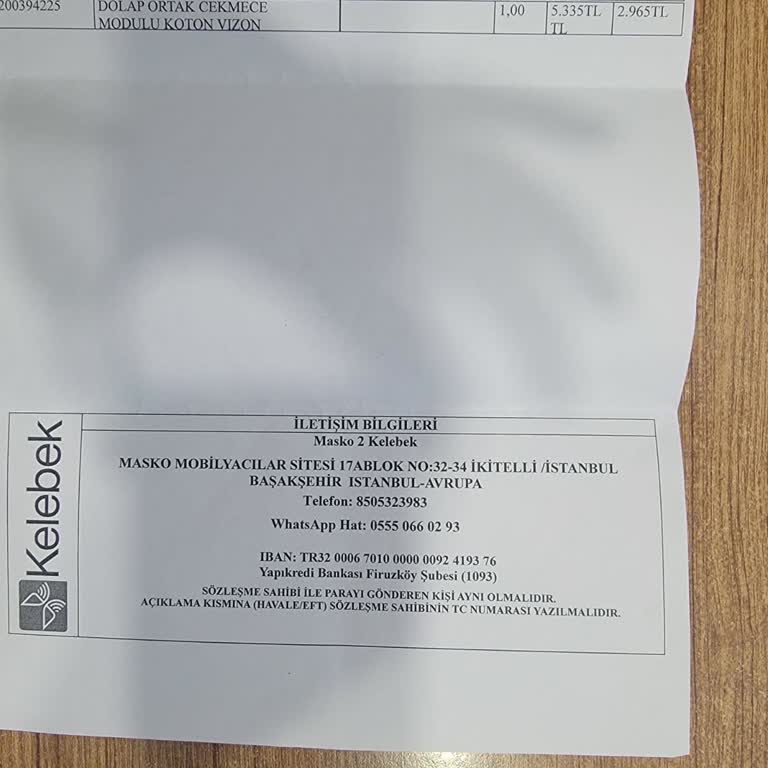 200394225 DOLAP ORTAK CEKMECE 1,00 5.335TL 2.965TL
MODULU KOTON VIZON TL
Kelebek
İLETİŞİM BİLGİLERİ
Masko 2 Kelebek
MASKO MOBİLYACILAR SİTESİ 17ABLOK NO:32-34 İKİTELLİ /İSTANBUL
BAŞAKŞEHİR ISTANBUL-AVRUPA
Telefon: 8505323983
WhatsApp Hat: 0555 066 02 93
IBAN: TR32 0006 7010 0000 0092 4193 76
Yapıkredi Bankası Firuzköy Şubesi (1093)
SÖZLEŞME SAHİBİ İLE PARAYI GÖNDEREN KİŞİ AYNI OLMALIDIR.
AÇIKLAMA KISMINA (HAVALE/EFT) SÖZLEŞME SAHİBİNİN TC NUMARASI YAZILMALIDIR.